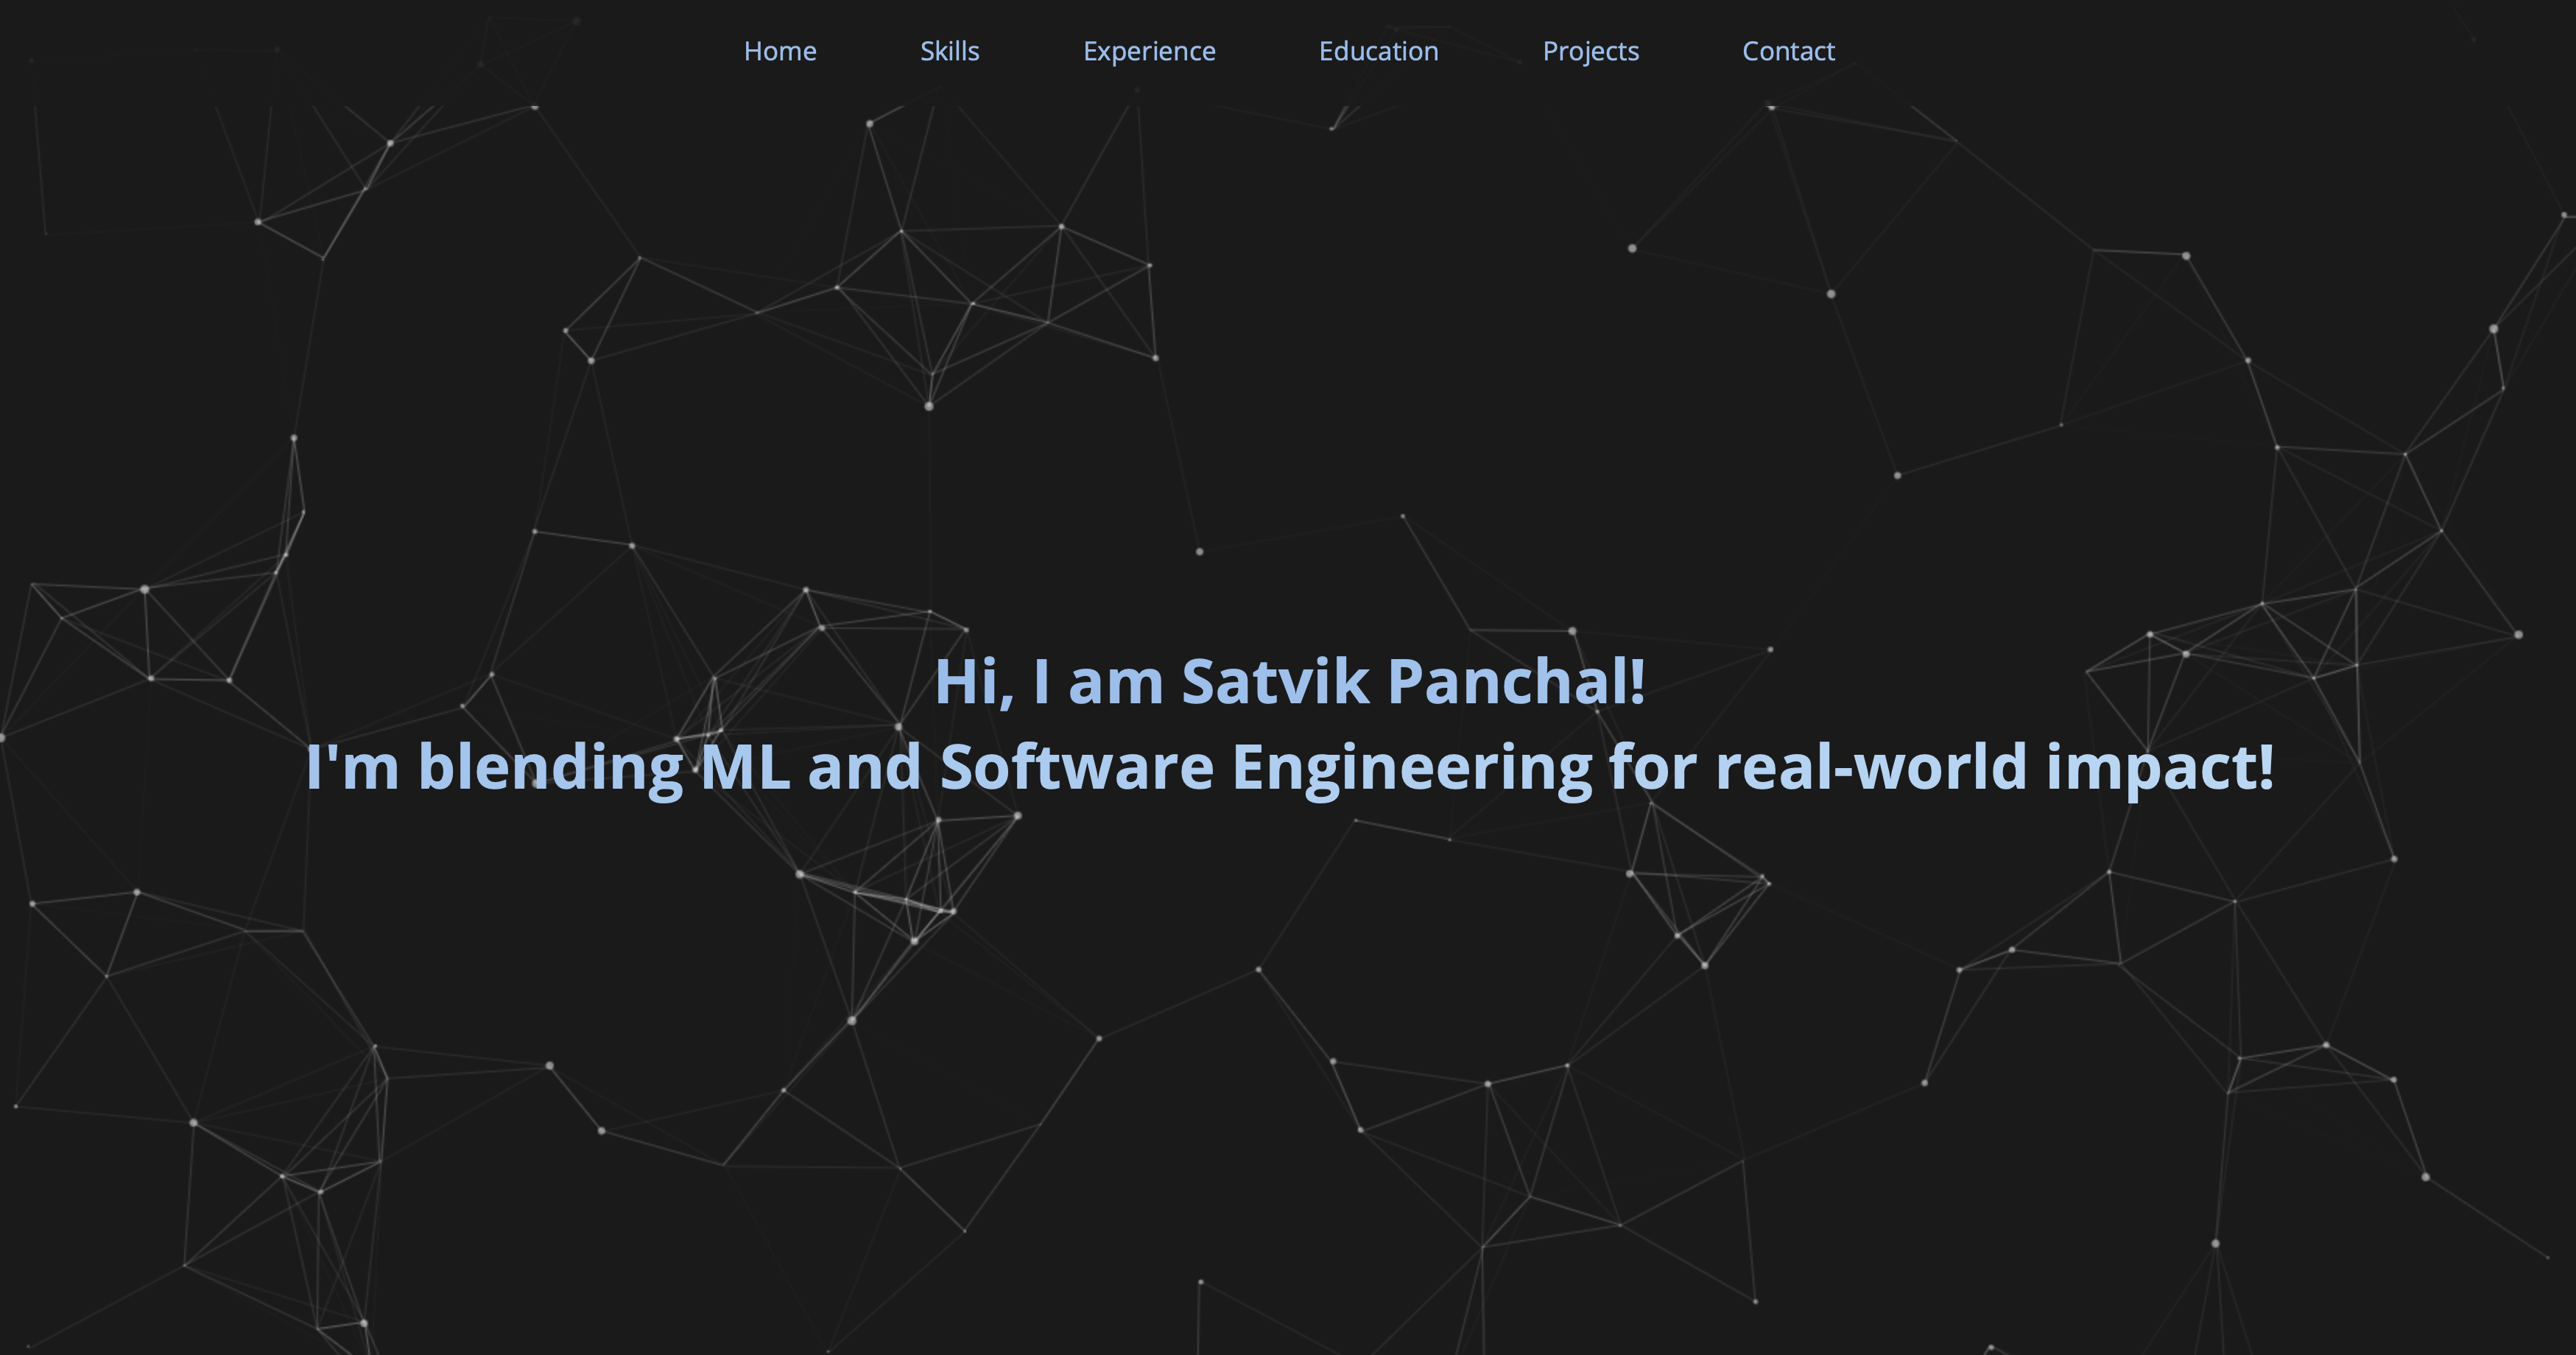 Home Skills Experience Education Projects Contact
Hi, I am Satvik Panchal!
I'm blending ML and Software Engineering for real-world impact!